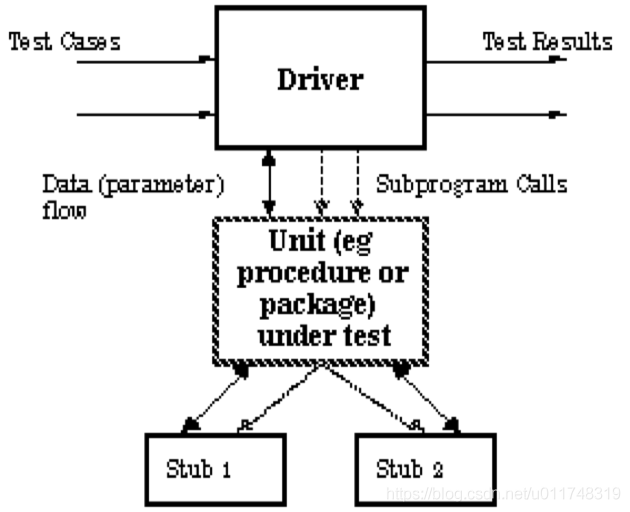 Test Cases
Test Results
Driver
Data (parameter)
flow
Subprogram Calls
Unit (eg
procedure or
package)
under test
Stub 1
Stub 2
https://blog.csdn.net/u011748319